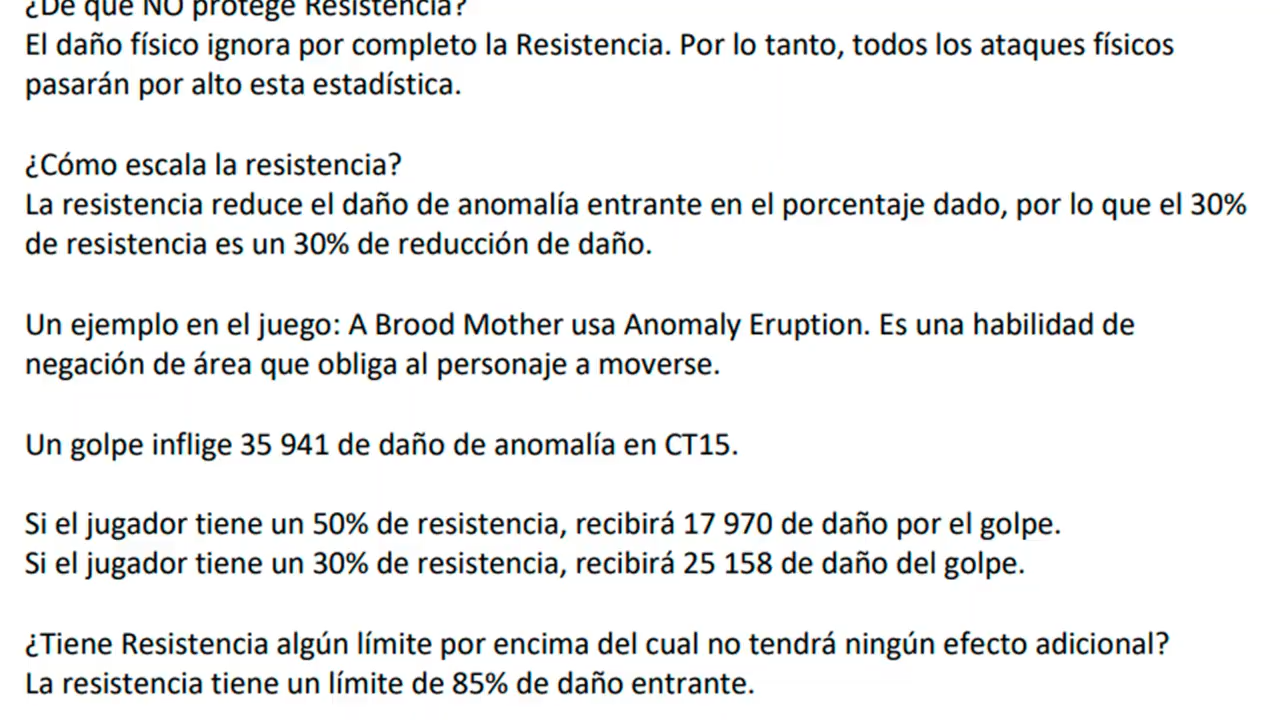 ¿De qué NO protege Resistencia?
El daño físico ignora por completo la Resistencia. Por lo tanto, todos los ataques físicos
pasarán por alto esta estadística.
¿Cómo escala la resistencia?
La resistencia reduce el daño de anomalía entrante en el porcentaje dado, por lo que el 30%
de resistencia es un 30% de reducción de daño.
Un ejemplo en el juego: A Brood Mother usa Anomaly Eruption. Es una habilidad de
negación de área que obliga al personaje a moverse.
Un golpe inflige 35 941 de daño de anomalía en CT15.
Si el jugador tiene un 50% de resistencia, recibirá 17 970 de daño por el golpe.
Si el jugador tiene un 30% de resistencia, recibirá 25 158 de daño del golpe.
¿Tiene Resistencia algún límite por encima del cual no tendrá ningún efecto adicional?
La resistencia tiene un límite de 85% de daño entrante.